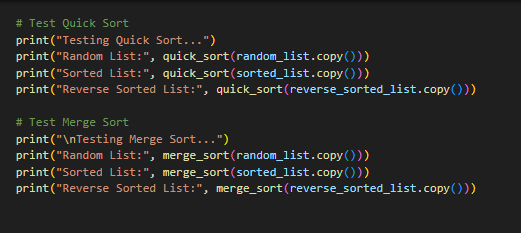 # Test Quick Sort
print("Testing Quick Sort...")
print("Random List:", quick_sort(random_list.copy()))
print("Sorted List:", quick_sort(sorted_list.copy()))
print("Reverse Sorted List:", quick_sort(reverse_sorted_list.copy()))
# Test Merge Sort
print("\nTesting Merge Sort...")
print("Random List:", merge_sort(random_list.copy()))
print("Sorted List:", merge_sort(sorted_list.copy()))
print("Reverse Sorted List:", merge_sort(reverse_sorted_list.copy()))